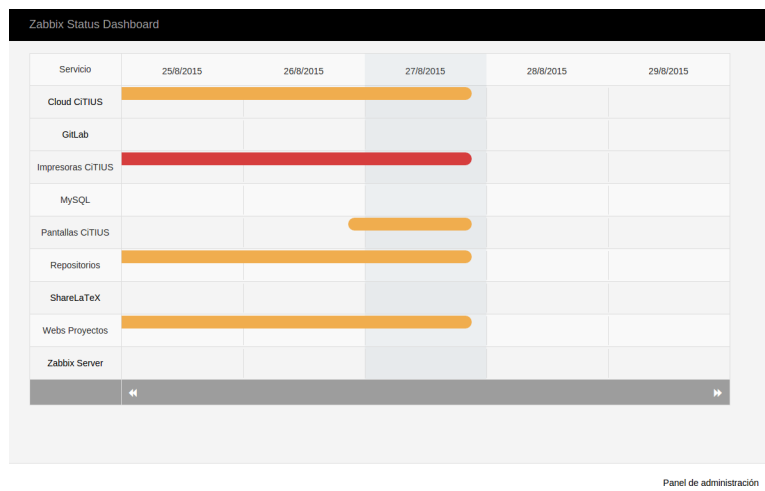 Zabbix Status Dashboard
Servicio 25/8/2015 26/8/2015 27/8/2015 28/8/2015 29/8/2015
Cloud CiTIUS
GitLab
Impresoras CiTIUS
MySQL
Pantallas CiTIUS
Repositorios
ShareLaTeX
Webs Proyectos
Zabbix Server
Panel de administración